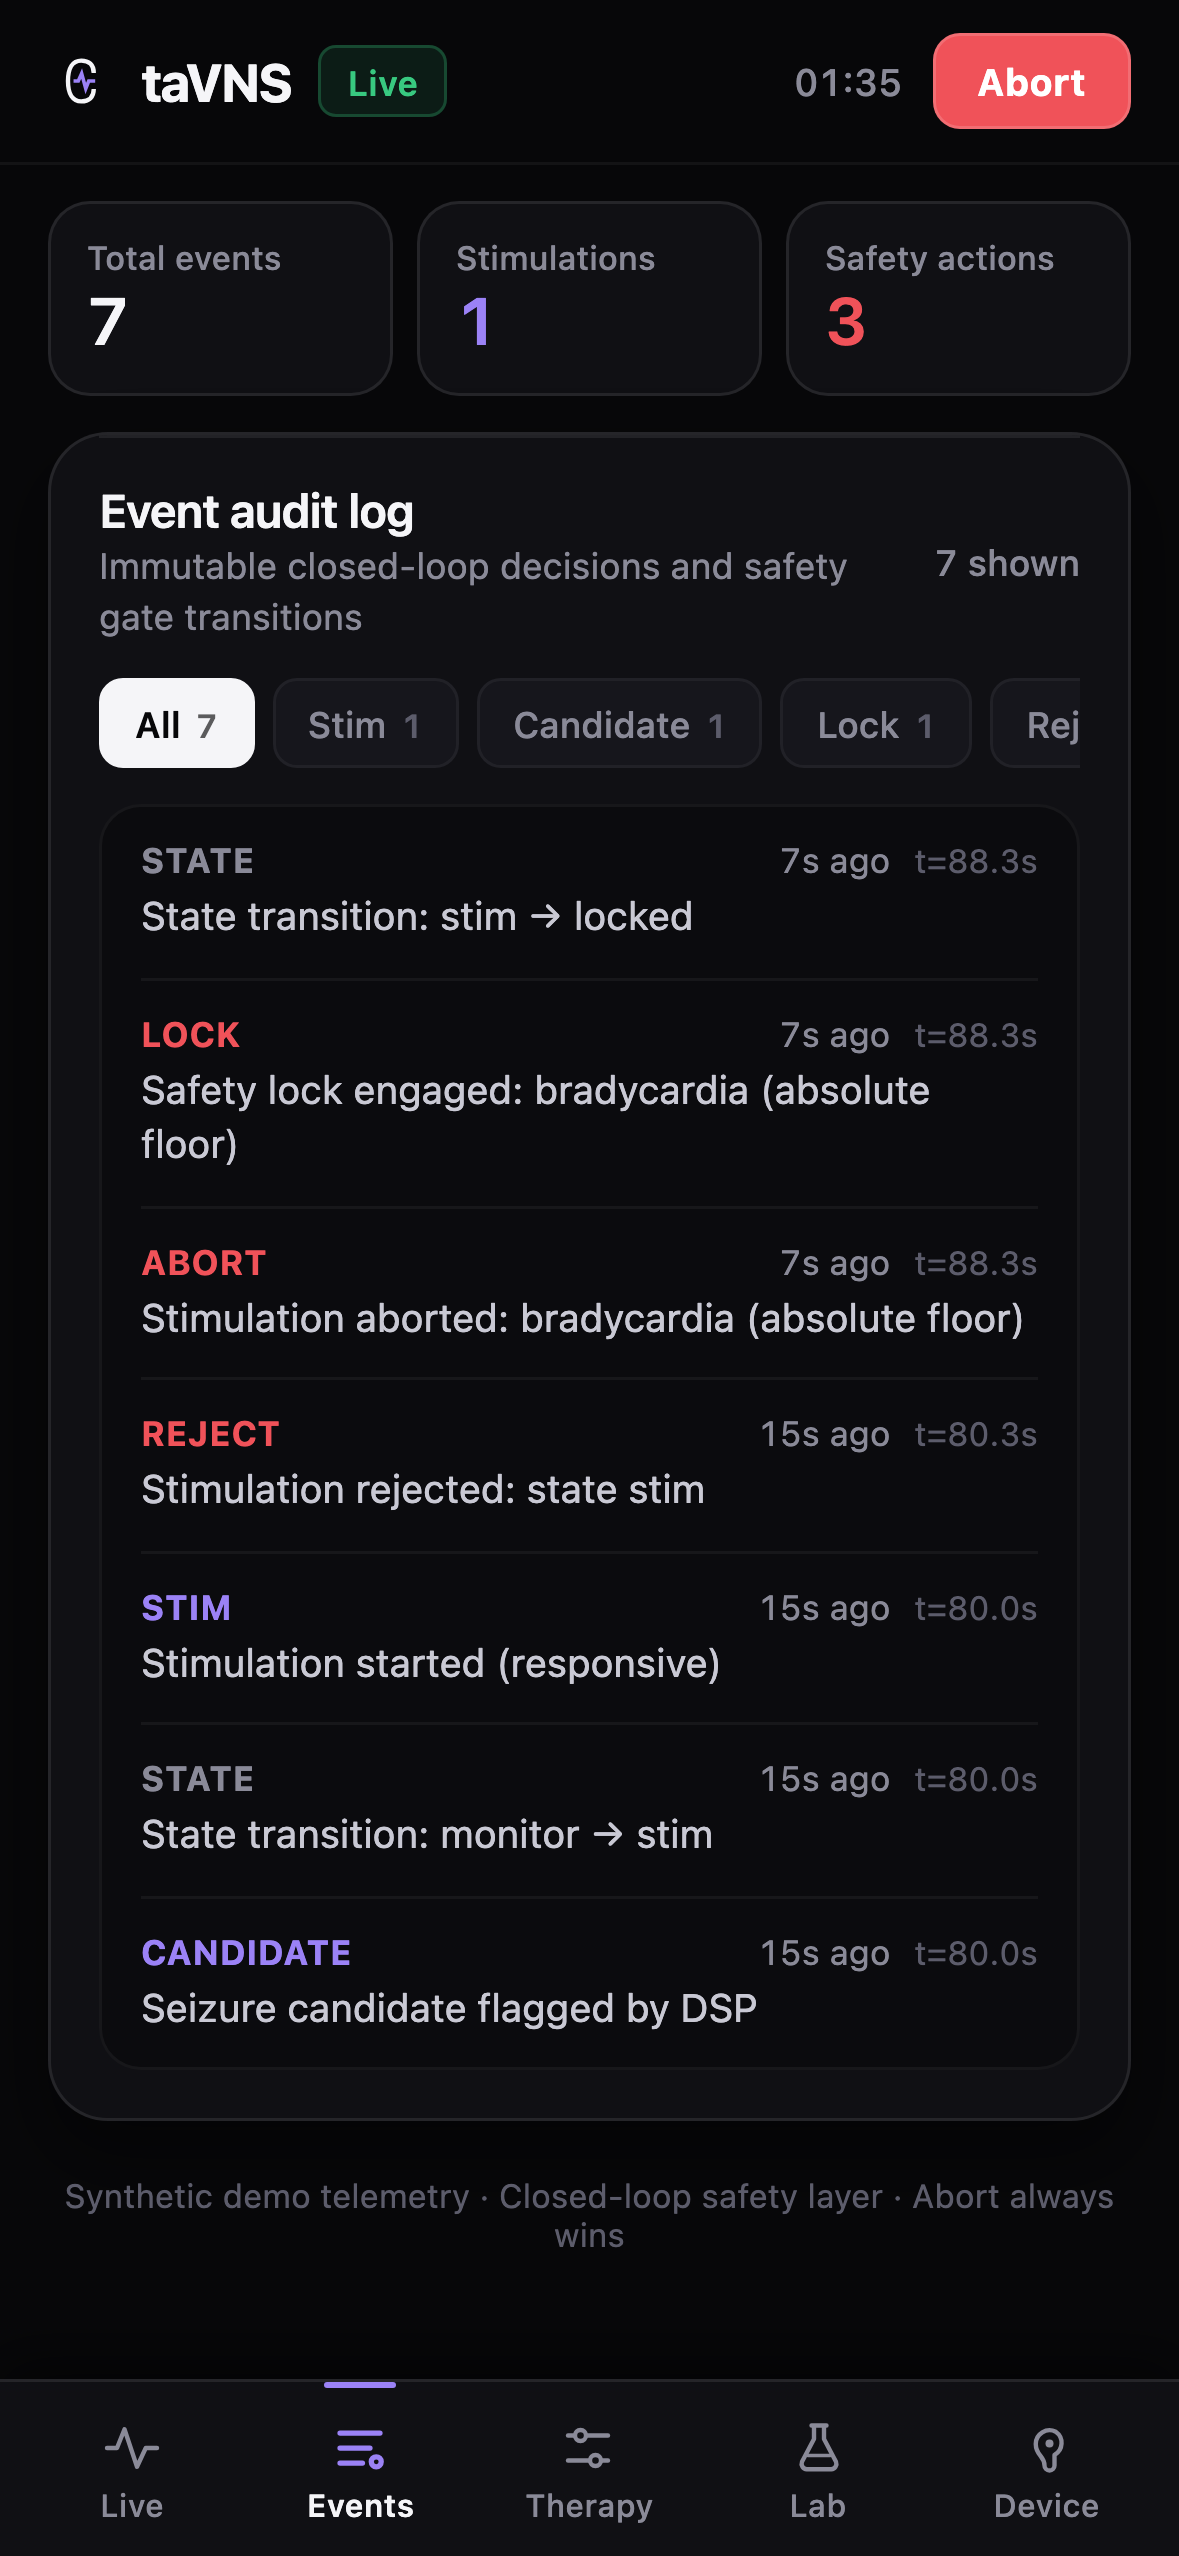 taVNS Live 01:35 Abort
Total events Stimulations Safety actions
7 1 3
Event audit log
Immutable closed-loop decisions and safety 7 shown
gate transitions
All 7 Stim 1 Candidate 1 Lock 1 Rej
STATE 7s ago t=88.3s
State transition: stim → locked
LOCK 7s ago t=88.3s
Safety lock engaged: bradycardia (absolute
floor)
ABORT 7s ago t=88.3s
Stimulation aborted: bradycardia (absolute floor)
REJECT 15s ago t=80.3s
Stimulation rejected: state stim
STIM 15s ago t=80.0s
Stimulation started (responsive)
STATE 15s ago t=80.0s
State transition: monitor → stim
CANDIDATE 15s ago t=80.0s
Seizure candidate flagged by DSP
Synthetic demo telemetry · Closed-loop safety layer · Abort always
wins
Live Events Therapy Lab Device